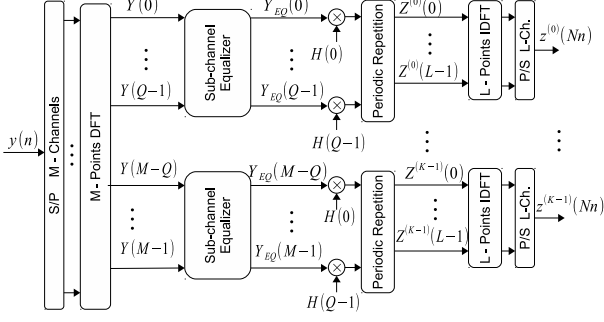 y(n)
S/P M - Channels
M - Points DFT
Y(0)
Y(Q−1)
Y(M−Q)
Y(M−1)
Sub-channel
Equalizer
Y_EQ(0)
Y_EQ(Q−1)
H(0)
H(Q−1)
Periodic Repetition
Z^(0)(0)
Z^(0)(L−1)
L - Points IDFT
P/S L-Ch.
z^(0)(Nn)
Sub-channel
Equalizer
Y_EQ(M−Q)
Y_EQ(M−1)
H(0)
H(Q−1)
Periodic Repetition
Z^(K−1)(0)
Z^(K−1)(L−1)
L - Points IDFT
P/S L-Ch.
z^(K−1)(Nn)